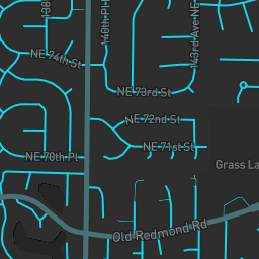 138
140th Pl
143rd Ave NE
NE 74th St
NE 73rd St
NE 72nd St
NE 71st St
NE 70th Pl
Grass La
Old Redmond Rd